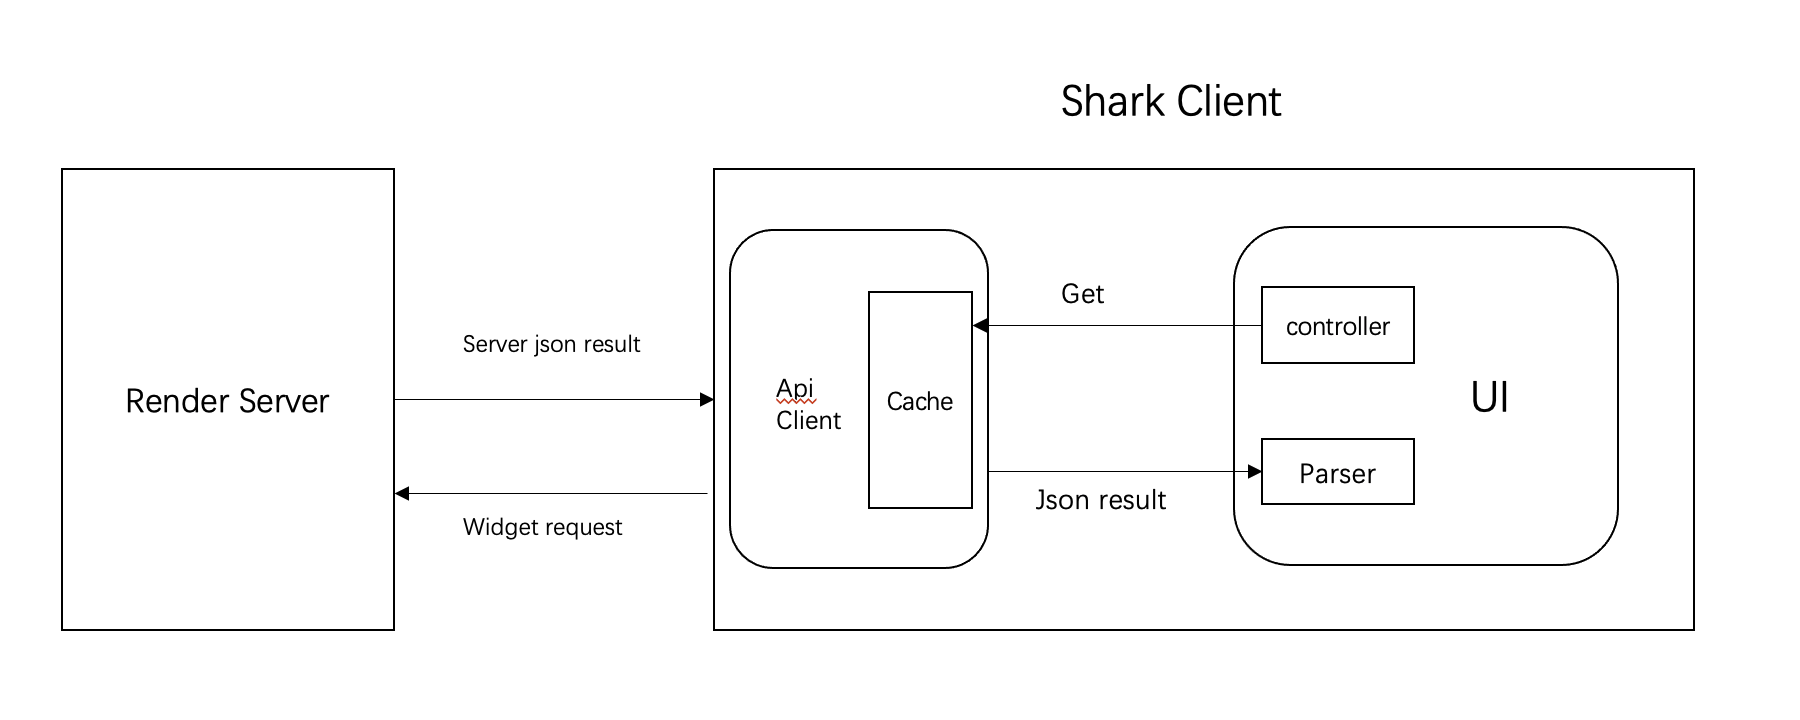 Shark Client
Render Server
Server json result
Widget request
Api
Client
Cache
Get
Json result
controller
UI
Parser